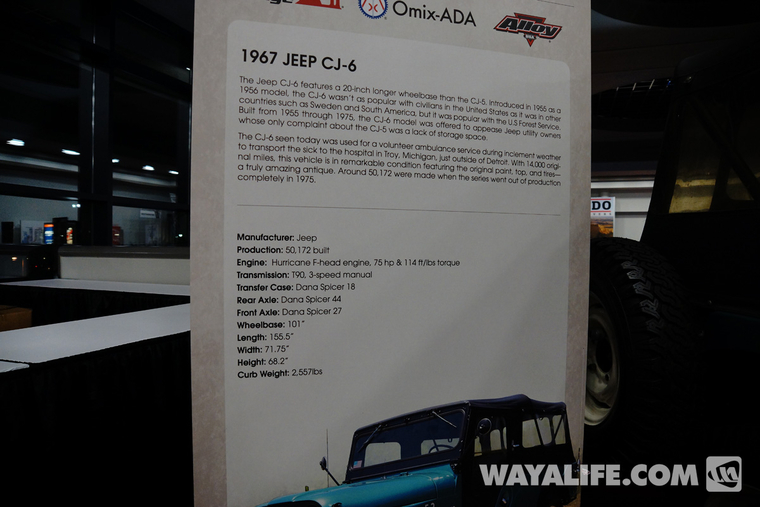 Omix-ADA
Alloy
USA
1967 JEEP CJ-6
The Jeep CJ-6 features a 20-inch longer wheelbase than the CJ-5. Introduced in 1955 as a
1956 model, the CJ-6 wasn't as popular with civilians in the United States as it was in other
countries such as Sweden and South America, but it was popular with the U.S Forest Service.
Built from 1955 through 1975, the CJ-6 model was offered to appease Jeep utility owners
whose only complaint about the CJ-5 was a lack of storage space.
The CJ-6 seen today was used for a volunteer ambulance service during inclement weather
to transport the sick to the hospital in Troy, Michigan, just outside of Detroit. With 14,000 origi-
nal miles, this vehicle is in remarkable condition featuring the original paint, top, and tires—
a truly amazing antique. Around 50,172 were made when the series went out of production
completely in 1975.
Manufacturer: Jeep
Production: 50,172 built
Engine: Hurricane F-head engine, 75 hp & 114 ft/lbs torque
Transmission: T90, 3-speed manual
Transfer Case: Dana Spicer 18
Rear Axle: Dana Spicer 44
Front Axle: Dana Spicer 27
Wheelbase: 101"
Length: 155.5"
Width: 71.75"
Height: 68.2"
Curb Weight: 2,557lbs
DO
WAYALIFE.COM